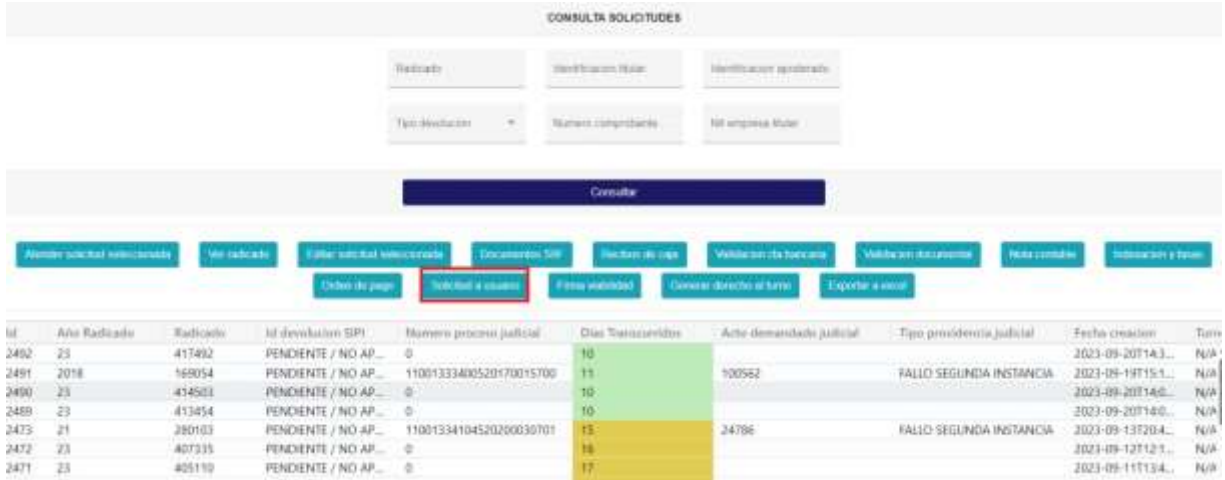 CONSULTA SOLICITUDES
Radicado Identificacion titular Identificacion apoderado
Tipo devolucion Numero comprobante Nit empresa titular
Consultar
Atender solicitud seleccionada Ver radicado Editar solicitud seleccionada Documentos SIPI Recibos de caja Validacion cta bancaria Validacion documental Nota contable Indexacion y tasas
Orden de pago Solicitud a usuario Firma viabilidad Generar derecho al turno Exportar a excel
Id Año Radicado Radicado Id devolucion SIPI Numero proceso judicial Dias Transcurridos Acto demandado judicial Tipo providencia judicial Fecha creacion
2492 23 417492 PENDIENTE / NO AP... 0 10 2023-09-20T14:3... N/A
2491 2018 169054 PENDIENTE / NO AP... 11001333400520170015700 11 100562 FALLO SEGUNDA INSTANCIA 2023-09-19T15:1... N/A
2490 23 414503 PENDIENTE / NO AP... 0 10 2023-09-20T14:0... N/A
2489 23 413454 PENDIENTE / NO AP... 0 10 2023-09-20T14:0... N/A
2473 21 280103 PENDIENTE / NO AP... 11001334104520200030701 15 24786 FALLO SEGUNDA INSTANCIA 2023-09-13T20:4... N/A
2472 23 407335 PENDIENTE / NO AP... 0 16 2023-09-12T12:1... N/A
2471 23 405110 PENDIENTE / NO AP... 0 17 2023-09-11T13:4... N/A